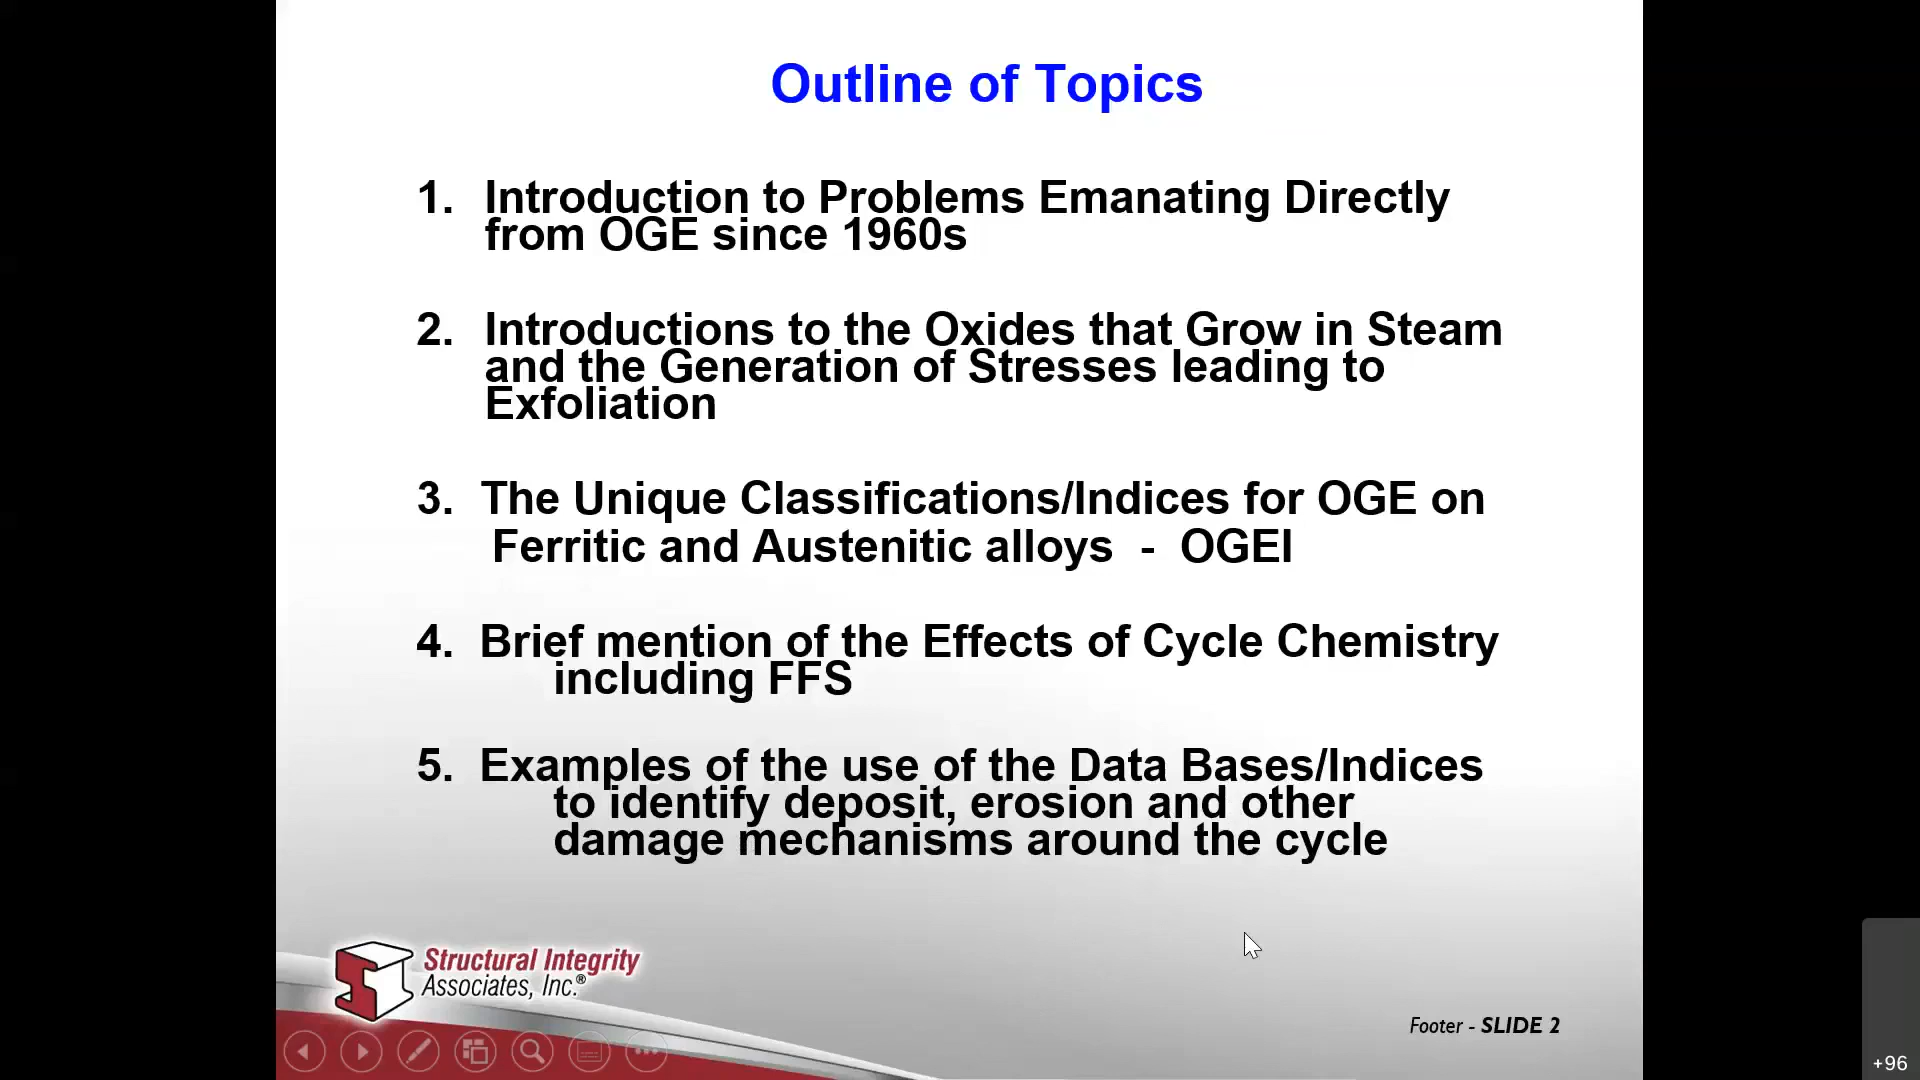 Outline of Topics
1. Introduction to Problems Emanating Directly
from OGE since 1960s
2. Introductions to the Oxides that Grow in Steam
and the Generation of Stresses leading to
Exfoliation
3. The Unique Classifications/Indices for OGE on
Ferritic and Austenitic alloys - OGEI
4. Brief mention of the Effects of Cycle Chemistry
including FFS
5. Examples of the use of the Data Bases/Indices
to identify deposit, erosion and other
damage mechanisms around the cycle
Structural Integrity
Associates, Inc.®
Footer - SLIDE 2
+96